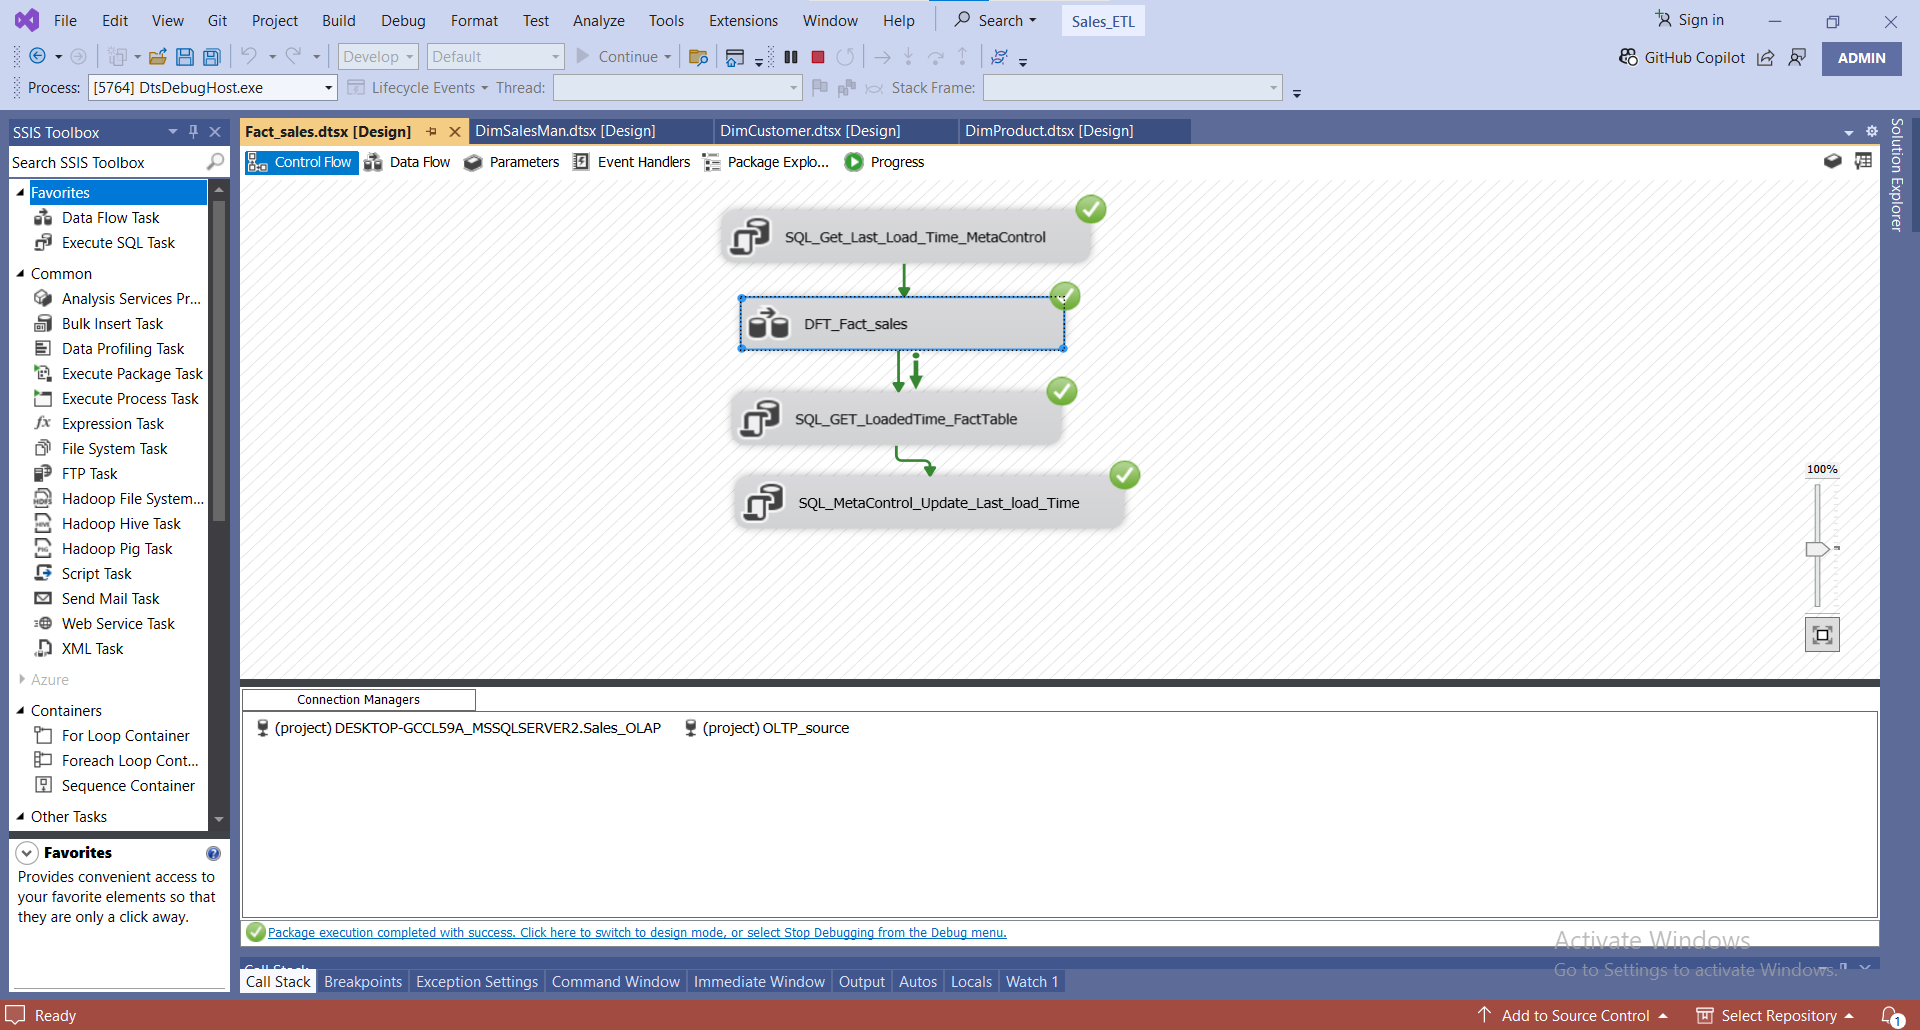 File Edit View Git Project Build Debug Format Test Analyze Tools Extensions Window Help Search Sales_ETL Sign in
Develop Default Continue GitHub Copilot ADMIN
Process: [5764] DtsDebugHost.exe Lifecycle Events Thread: Stack Frame:
SSIS Toolbox
Search SSIS Toolbox
Favorites
Data Flow Task
Execute SQL Task
Common
Analysis Services Pr...
Bulk Insert Task
Data Profiling Task
Execute Package Task
Execute Process Task
Expression Task
File System Task
FTP Task
Hadoop File System...
Hadoop Hive Task
Hadoop Pig Task
Script Task
Send Mail Task
Web Service Task
XML Task
Azure
Containers
For Loop Container
Foreach Loop Cont...
Sequence Container
Other Tasks
Favorites
Provides convenient access to
your favorite elements so that
they are only a click away.
Fact_sales.dtsx [Design] DimSalesMan.dtsx [Design] DimCustomer.dtsx [Design] DimProduct.dtsx [Design]
Control Flow Data Flow Parameters Event Handlers Package Explo... Progress
SQL_Get_Last_Load_Time_MetaControl
DFT_Fact_sales
SQL_GET_LoadedTime_FactTable
SQL_MetaControl_Update_Last_load_Time
100%
Solution Explorer
Connection Managers
(project) DESKTOP-GCCL59A_MSSQLSERVER2.Sales_OLAP (project) OLTP_source
Package execution completed with success. Click here to switch to design mode, or select Stop Debugging from the Debug menu.
Activate Windows
Go to Settings to activate Windows.
Call Stack
Call Stack Breakpoints Exception Settings Command Window Immediate Window Output Autos Locals Watch 1
Ready Add to Source Control Select Repository 1